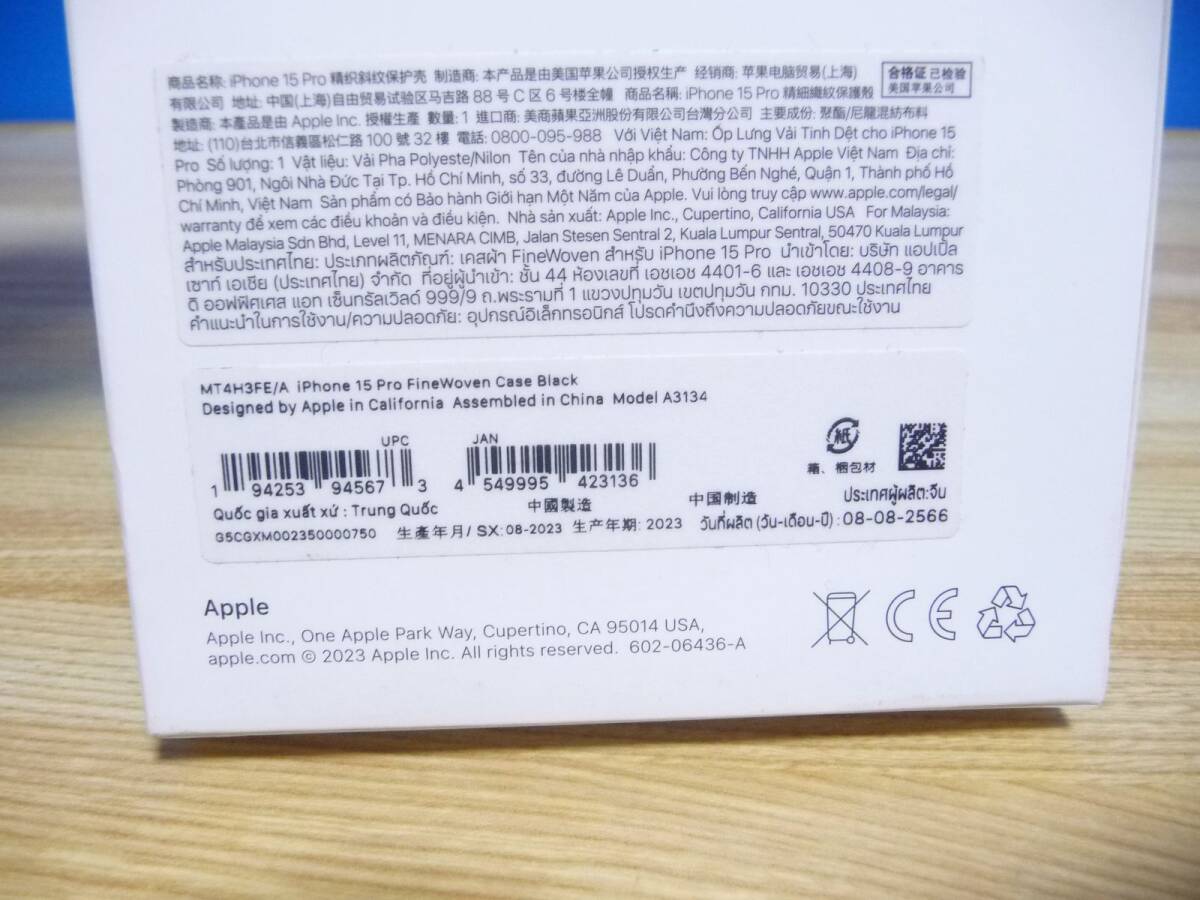 商品名称: iPhone 15 Pro 精织斜纹保护壳 制造商: 本产品是由美国苹果公司授权生产 经销商: 苹果电脑贸易(上海)
合格证 已检验
美国苹果公司
有限公司 地址: 中国(上海)自由贸易试验区马吉路 88 号 C 区 6 号楼全幢 商品名稱: iPhone 15 Pro 精細織紋保護殼
製造商: 本產品是由 Apple Inc. 授權生產 數量: 1 進口商: 美商蘋果亞洲股份有限公司台灣分公司 主要成份: 聚酯/尼龍混紡布料
地址: (110)台北市信義區松仁路 100 號 32 樓 電話: 0800-095-988 Với Việt Nam: Ốp Lưng Vải Tinh Dệt cho iPhone 15
Pro Số lượng: 1 Vật liệu: Vải Pha Polyeste/Nilon Tên của nhà nhập khẩu: Công ty TNHH Apple Việt Nam Địa chỉ:
Phòng 901, Ngôi Nhà Đức Tại Tp. Hồ Chí Minh, số 33, đường Lê Duẩn, Phường Bến Nghé, Quận 1, Thành phố Hồ
Chí Minh, Việt Nam Sản phẩm có Bảo hành Giới hạn Một Năm của Apple. Vui lòng truy cập www.apple.com/legal/
warranty để xem các điều khoản và điều kiện. Nhà sản xuất: Apple Inc., Cupertino, California USA For Malaysia:
Apple Malaysia Sdn Bhd, Level 11, MENARA CIMB, Jalan Stesen Sentral 2, Kuala Lumpur Sentral, 50470 Kuala Lumpur
สำหรับประเทศไทย: ประเภทผลิตภัณฑ์: เคสผ้า FineWoven สำหรับ iPhone 15 Pro นำเข้าโดย: บริษัท แอปเปิ้ล
เซาท์ เอเชีย (ประเทศไทย) จำกัด ที่อยู่ผู้นำเข้า: ชั้น 44 ห้องเลขที่ เอชเอช 4401-6 และ เอชเอช 4408-9 อาคาร
ดิ ออฟฟิศเศส แอท เซ็นทรัลเวิลด์ 999/9 ถ.พระรามที่ 1 แขวงปทุมวัน เขตปทุมวัน กทม. 10330 ประเทศไทย
คำแนะนำในการใช้งาน/ความปลอดภัย: อุปกรณ์อิเล็กทรอนิกส์ โปรดคำนึงถึงความปลอดภัยขณะใช้งาน
MT4H3FE/A iPhone 15 Pro FineWoven Case Black
Designed by Apple in California Assembled in China Model A3134
UPC
JAN
1 94253 94567 3
4 549995 423136
紙
箱、梱包材
Quốc gia xuất xứ : Trung Quốc
中國製造
中国制造
ประเทศผู้ผลิต:จีน
G5CGXM002350000750
生產年月/ SX: 08-2023 生产年期: 2023 วันที่ผลิต (วัน-เดือน-ปี) : 08-08-2566
Apple
Apple Inc., One Apple Park Way, Cupertino, CA 95014 USA,
apple.com © 2023 Apple Inc. All rights reserved. 602-06436-A
CE